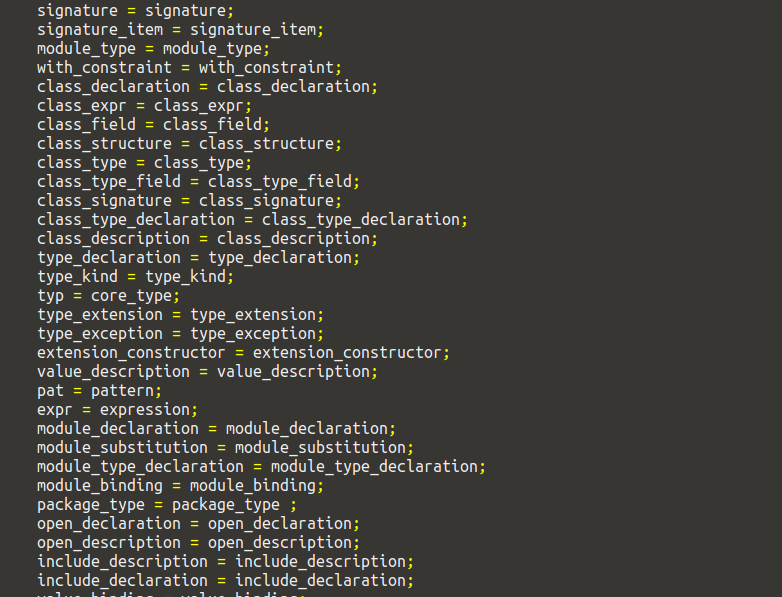 signature = signature;
signature_item = signature_item;
module_type = module_type;
with_constraint = with_constraint;
class_declaration = class_declaration;
class_expr = class_expr;
class_field = class_field;
class_structure = class_structure;
class_type = class_type;
class_type_field = class_type_field;
class_signature = class_signature;
class_type_declaration = class_type_declaration;
class_description = class_description;
type_declaration = type_declaration;
type_kind = type_kind;
typ = core_type;
type_extension = type_extension;
type_exception = type_exception;
extension_constructor = extension_constructor;
value_description = value_description;
pat = pattern;
expr = expression;
module_declaration = module_declaration;
module_substitution = module_substitution;
module_type_declaration = module_type_declaration;
module_binding = module_binding;
package_type = package_type ;
open_declaration = open_declaration;
open_description = open_description;
include_description = include_description;
include_declaration = include_declaration;